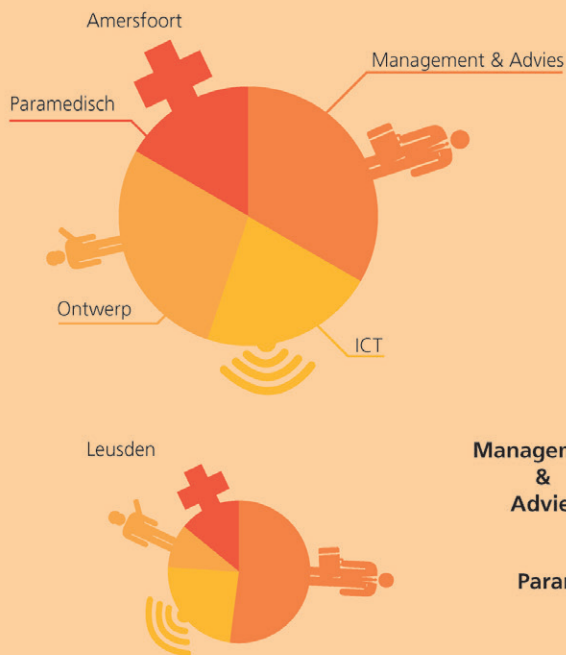 Amersfoort
Management & Advies
Paramedisch
Ontwerp
ICT
Leusden
&